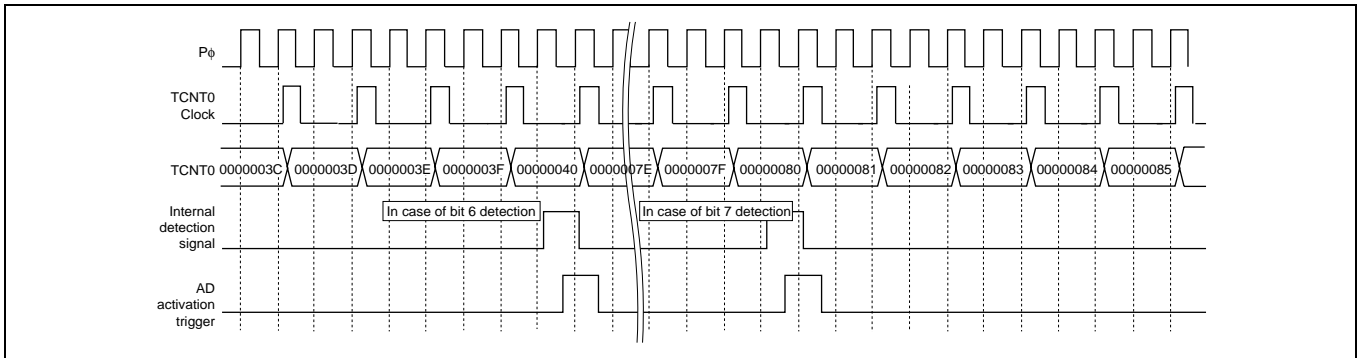 Pϕ
TCNT0
Clock
TCNT0 0000003C 0000003D 0000003E 0000003F 00000040 0000007E 0000007F 00000080 00000081 00000082 00000083 00000084 00000085
Internal
detection
signal
In case of bit 6 detection In case of bit 7 detection
AD
activation
trigger